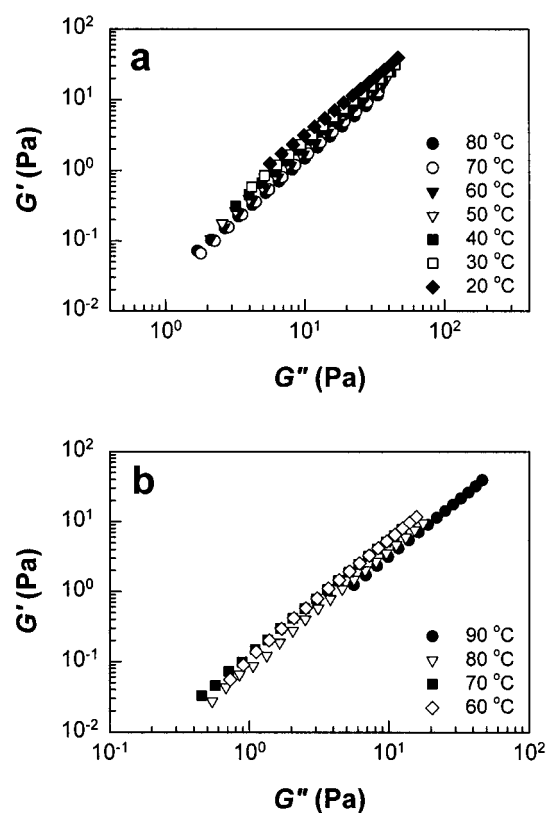 a
10²
10¹
10⁰
10⁻¹
10⁻²
G′ (Pa)
80 °C
70 °C
60 °C
50 °C
40 °C
30 °C
20 °C
10⁰ 10¹ 10²
G″ (Pa)
b
10²
10¹
10⁰
10⁻¹
10⁻²
G′ (Pa)
90 °C
80 °C
70 °C
60 °C
10⁻¹ 10⁰ 10¹ 10²
G″ (Pa)